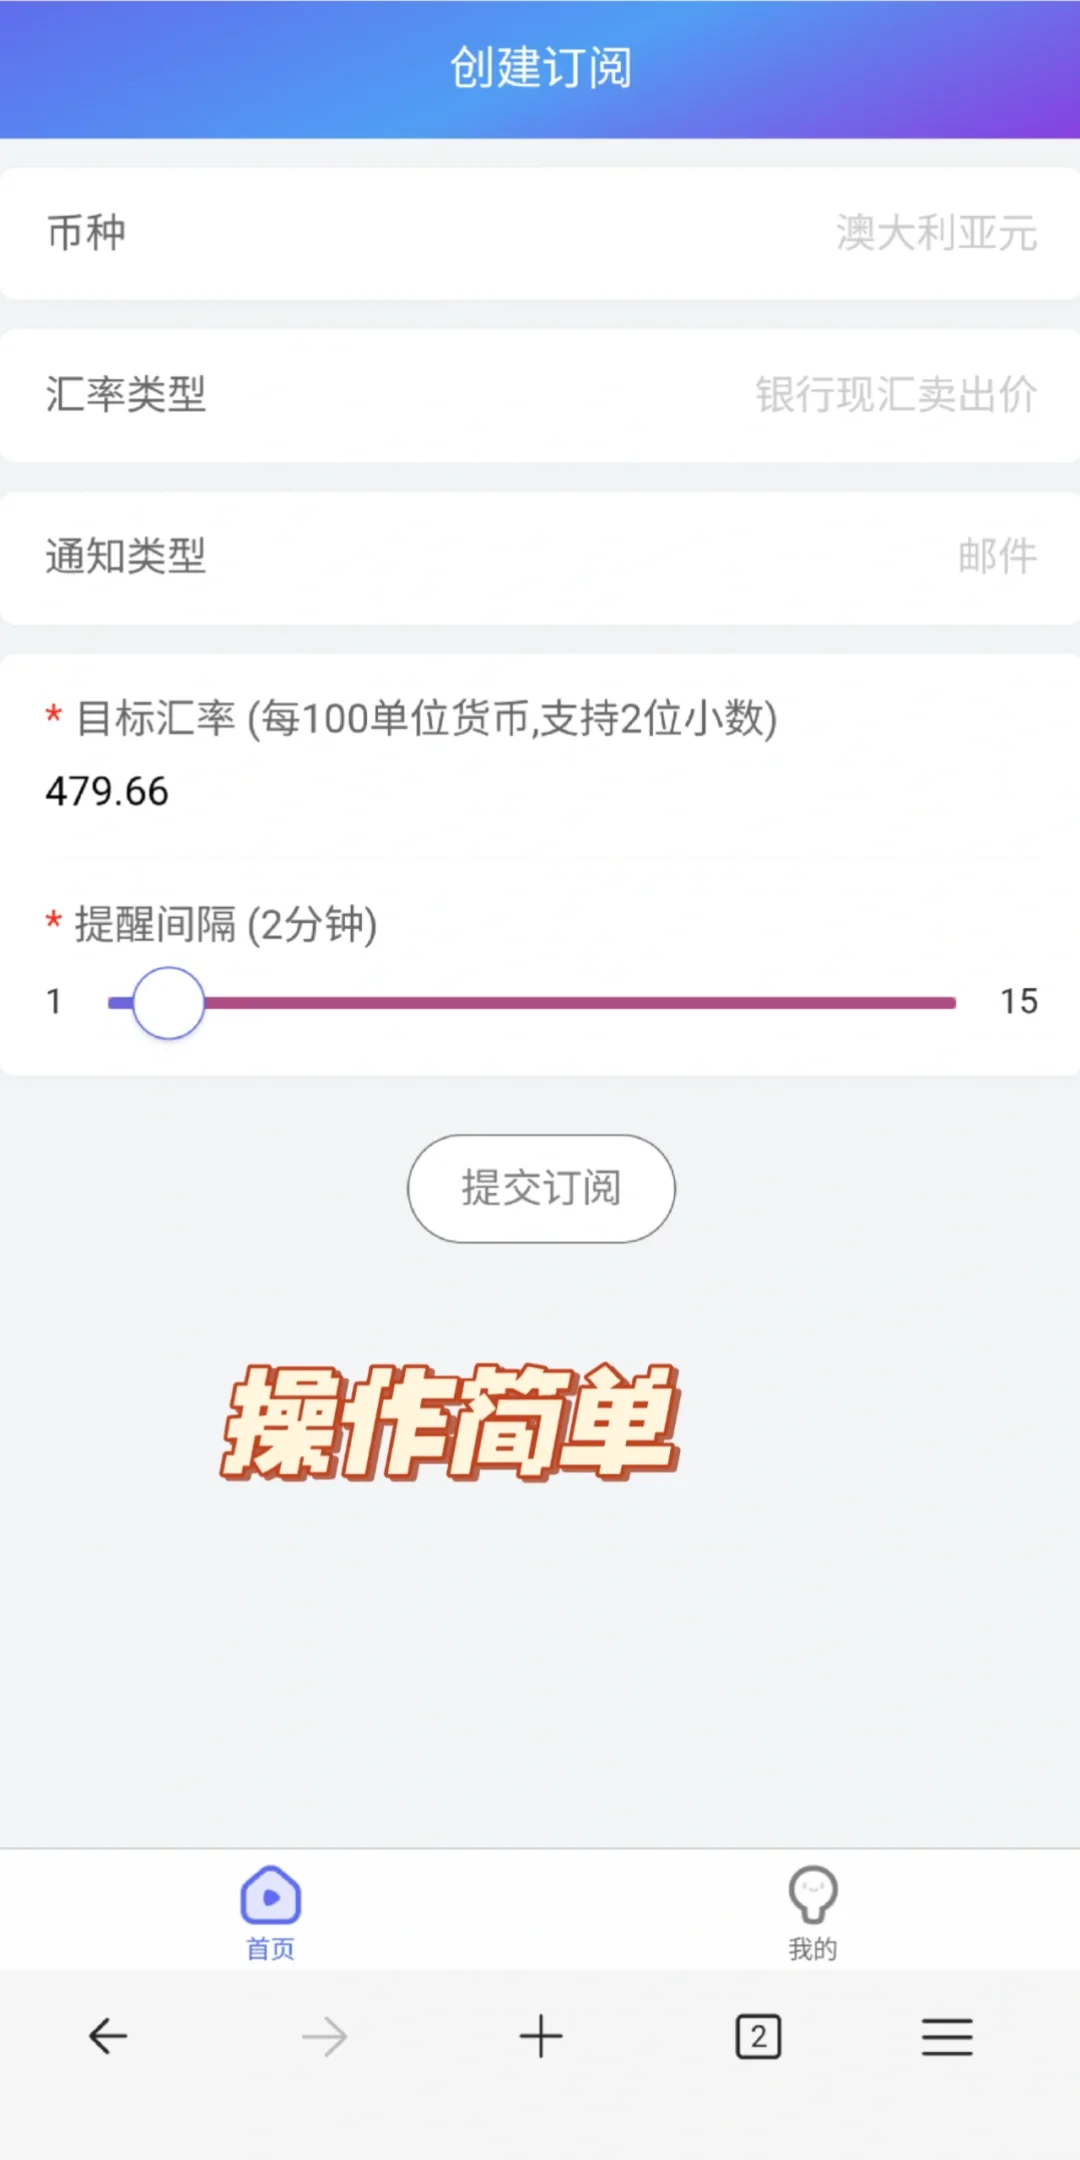 创建订阅
币种 澳大利亚元
汇率类型 银行现汇卖出价
通知类型 邮件
* 目标汇率 (每100单位货币,支持2位小数)
479.66
* 提醒间隔 (2分钟)
1 15
提交订阅
操作简单
首页 我的
2